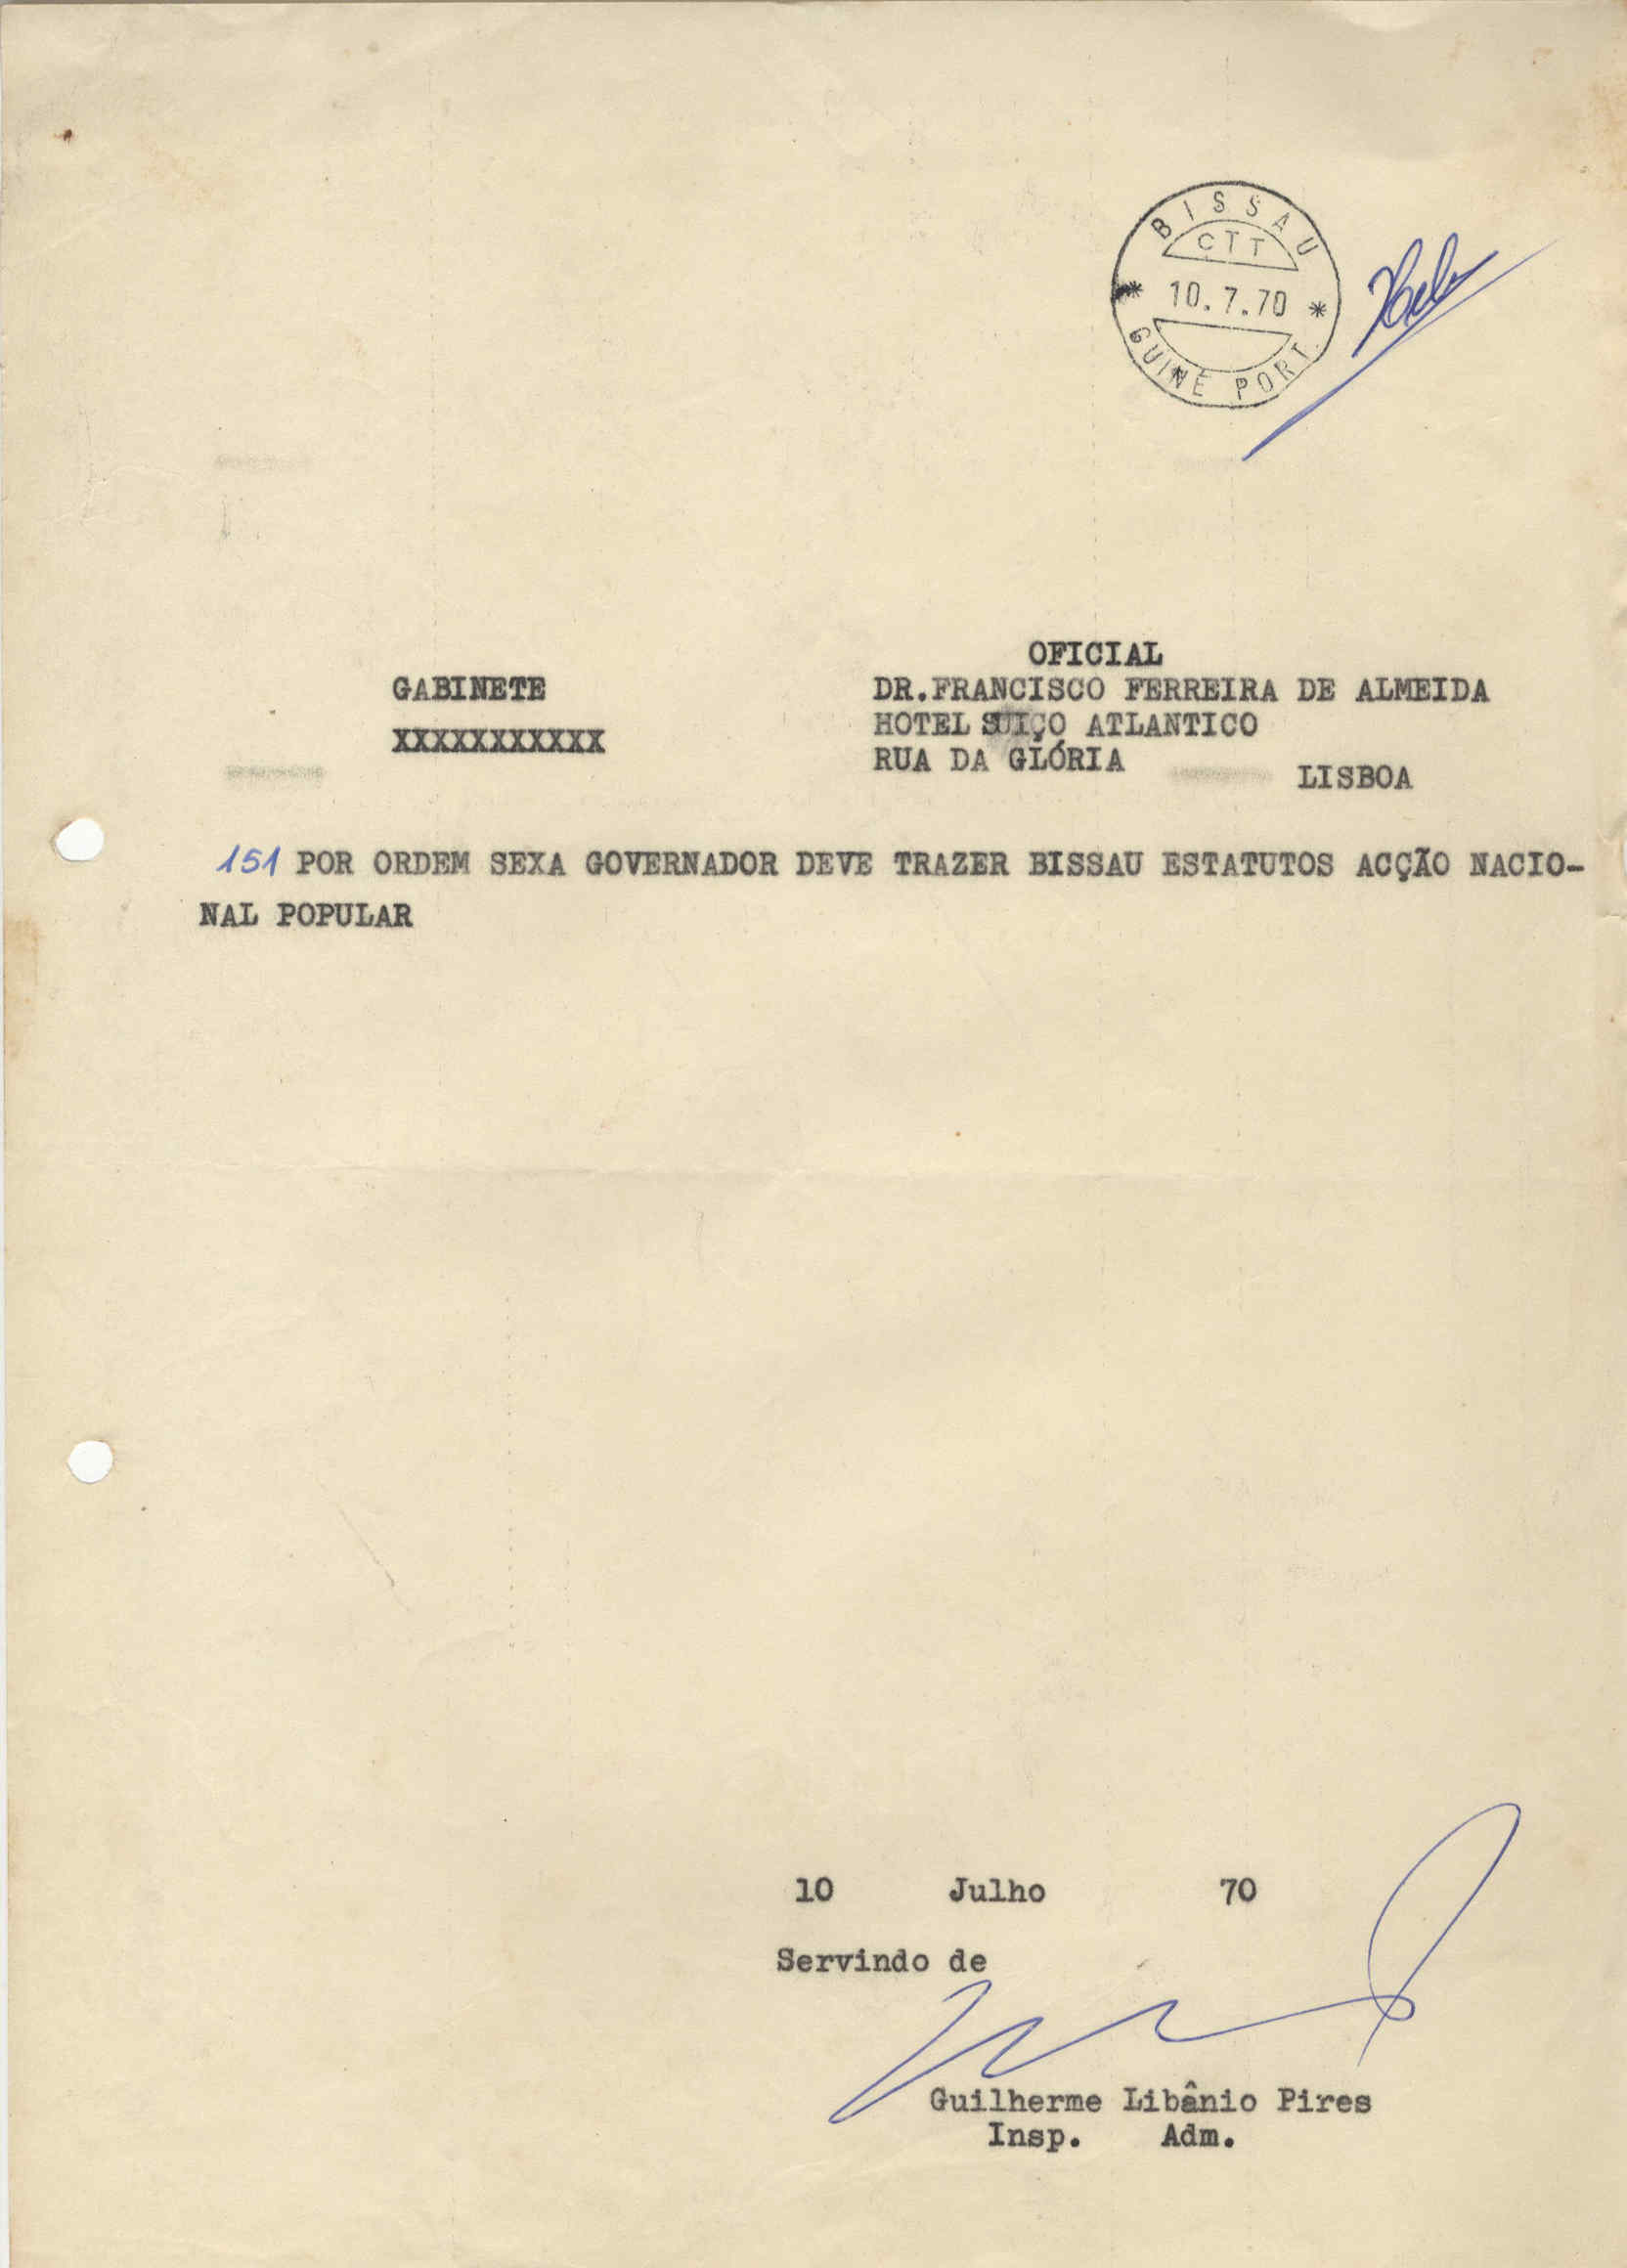 BISSAU
CTT
10.7.70
GUINÉ PORT.
OFICIAL
GABINETE
DR.FRANCISCO FERREIRA DE ALMEIDA
XXXXXXXXXXX
HOTEL SUIÇO ATLANTICO
RUA DA GLÓRIA
LISBOA
151 POR ORDEM SEXA GOVERNADOR DEVE TRAZER BISSAU ESTATUTOS ACÇÃO NACIO-
NAL POPULAR
10 Julho 70
Servindo de
Guilherme Libânio Pires
Insp. Adm.